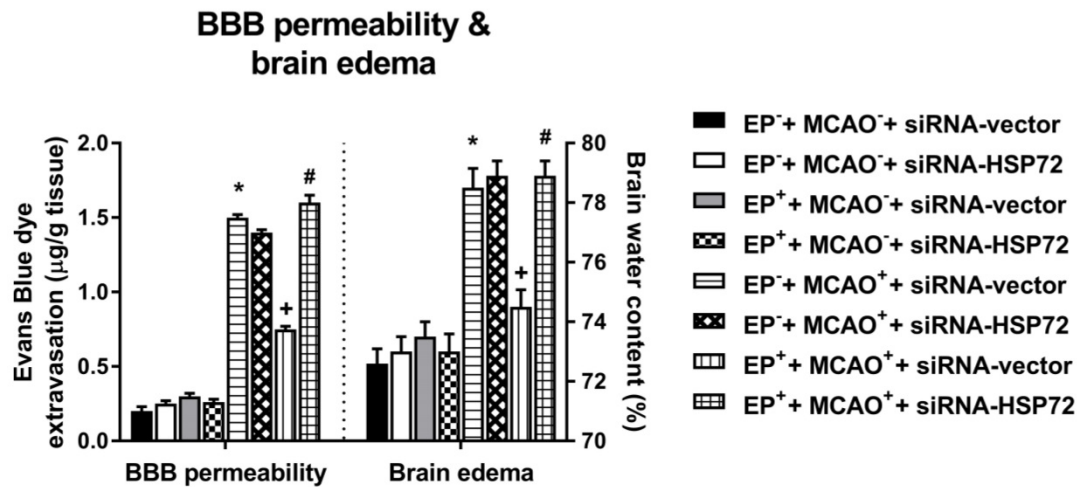 BBB permeability &
brain edema
Evans Blue dye
extravasation (μg/g tissue)
2.0
1.5
1.0
0.5
0.0
*
+
#
*
+
#
80
78
76
74
72
70
Brain water content (%)
BBB permeability
Brain edema
EP⁻+ MCAO⁻+ siRNA-vector
EP⁻+ MCAO⁻+ siRNA-HSP72
EP⁺+ MCAO⁻+ siRNA-vector
EP⁺+ MCAO⁻+ siRNA-HSP72
EP⁻+ MCAO⁺+ siRNA-vector
EP⁻+ MCAO⁺+ siRNA-HSP72
EP⁺+ MCAO⁺+ siRNA-vector
EP⁺+ MCAO⁺+ siRNA-HSP72